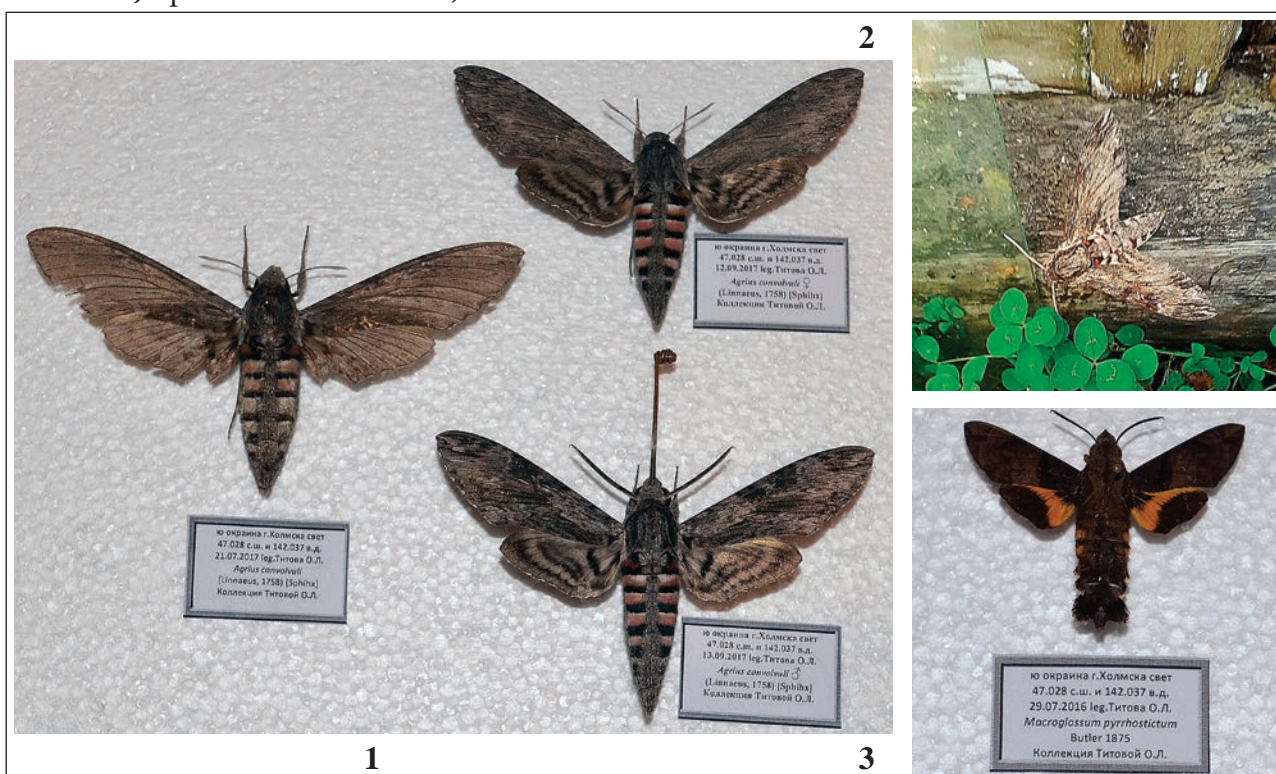 2
ю окраина г.Холмска свет
47.028 с.ш. и 142.037 в.д.
12.09.2017 leg.Титова О.Л.
Agrius convolvuli ♀
(Linnaeus, 1758) [Sphihx]
Коллекция Титовой О.Л.
ю окраина г.Холмска свет
47.028 с.ш. и 142.037 в.д.
21.07.2017 leg.Титова О.Л.
Agrius convolvuli
[Linnaeus, 1758) [Sphihx]
Коллекция Титовой О.Л.
ю окраина г.Холмска свет
47.028 с.ш. и 142.037 в.д.
13.09.2017 leg.Титова О.Л.
Agrius convolvuli ♂
(Linnaeus, 1758) [Sphihx]
Коллекция Титовой О.Л.
ю окраина г.Холмска свет
47.028 с.ш. и 142.037 в.д.
29.07.2016 leg.Титова О.Л.
Macroglossum pyrrhostictum
Butler 1875
Коллекция Титовой О.Л.
1
3